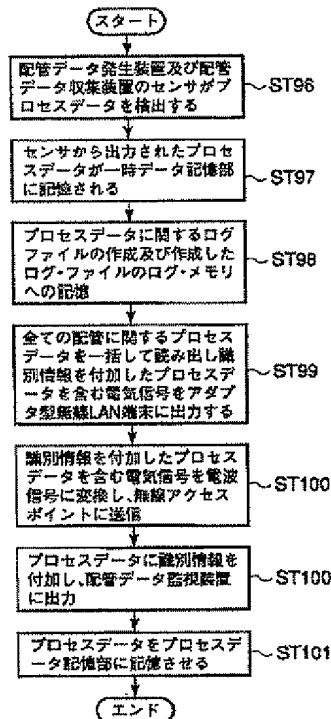 スタート
配管データ発生装置及び配管
データ収集装置のセンサがプ
ロセスデータを検出する
ST96
センサから出力されたプロセ
スデータが一時データ記憶部
に記憶される
ST97
プロセスデータに関するログ
ファイルの作成及び作成した
ログ・ファイルのログ・メモリ
への記憶
ST98
全ての配管に関するプロセス
データを一括して読み出し識
別情報を付加したプロセスデ
ータを含む電気信号をアダプ
タ型無線LAN端末に出力する
ST99
識別情報を付加したプロセス
データを含む電気信号を電波
信号に変換し、無線アクセス
ポイントに送信
ST100
プロセスデータに識別情報を
付加し、配管データ監視装置
に出力
ST100
プロセスデータをプロセスデ
ータ記憶部に記憶させる
ST101
エンド